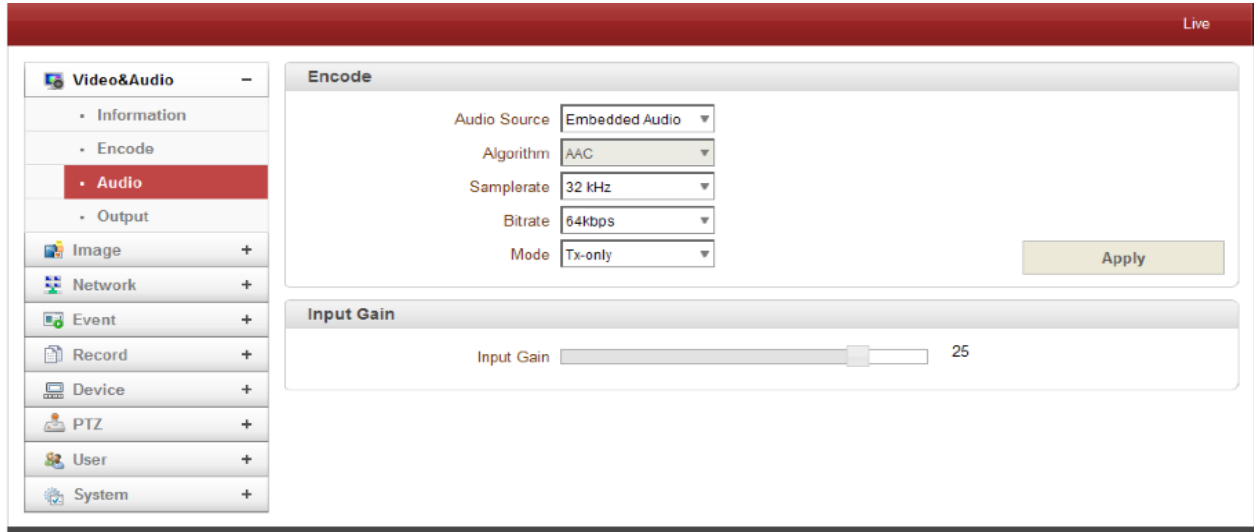 Live
Video&Audio −
Information
Encode
Audio
Output
Image +
Network +
Event +
Record +
Device +
PTZ +
User +
System +
Encode
Audio Source Embedded Audio
Algorithm AAC
Samplerate 32 kHz
Bitrate 64kbps
Mode Tx-only
Apply
Input Gain
Input Gain 25